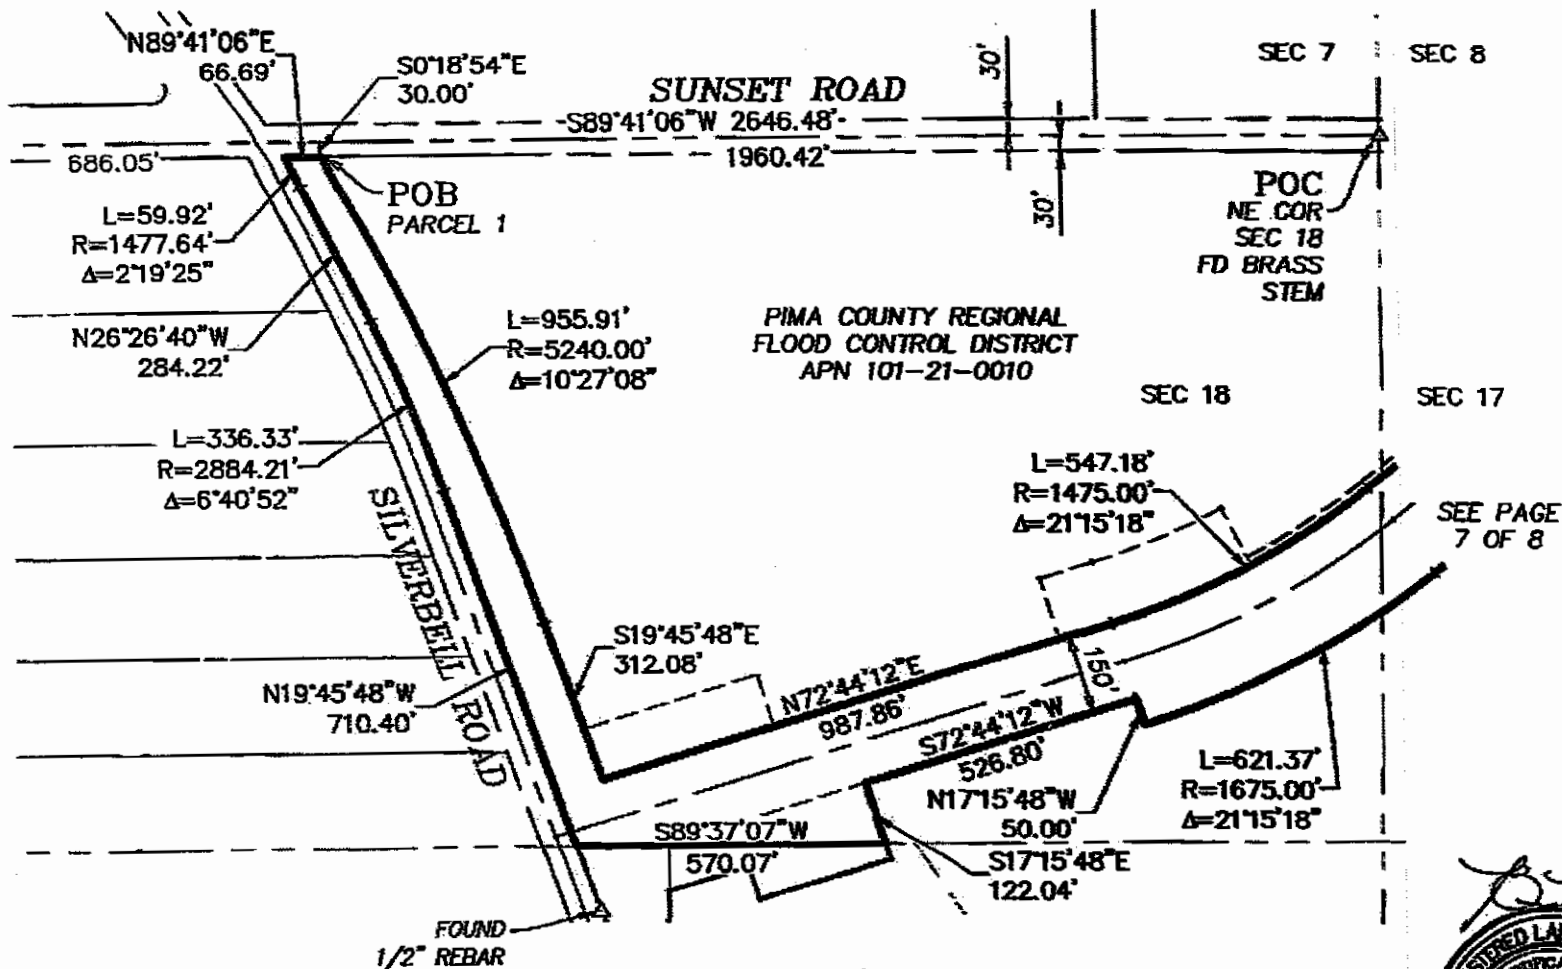 N89°41'06"E
66.69'
S0°18'54"E
30.00'
SUNSET ROAD
S89°41'06"W 2646.48'
1960.42'
686.05'
30'
30'
SEC 7
SEC 8
POB
PARCEL 1
POC
NE COR
SEC 18
FD BRASS
STEM
L=59.92'
R=1477.64'
Δ=2°19'25"
N26°26'40"W
284.22'
L=955.91'
R=5240.00'
Δ=10°27'08"
PIMA COUNTY REGIONAL
FLOOD CONTROL DISTRICT
APN 101-21-0010
SEC 18
SEC 17
L=336.33'
R=2884.21'
Δ=6°40'52"
SILVERBELL ROAD
L=547.18'
R=1475.00'
Δ=21°15'18"
SEE PAGE
7 OF 8
S19°45'48"E
312.08'
N19°45'48"W
710.40'
N72°44'12"E
987.86'
150'
S72°44'12"W
526.80'
N17°15'48"W
50.00'
L=621.37'
R=1675.00'
Δ=21°15'18"
S89°37'07"W
570.07'
S17°15'48"E
122.04'
FOUND
1/2" REBAR